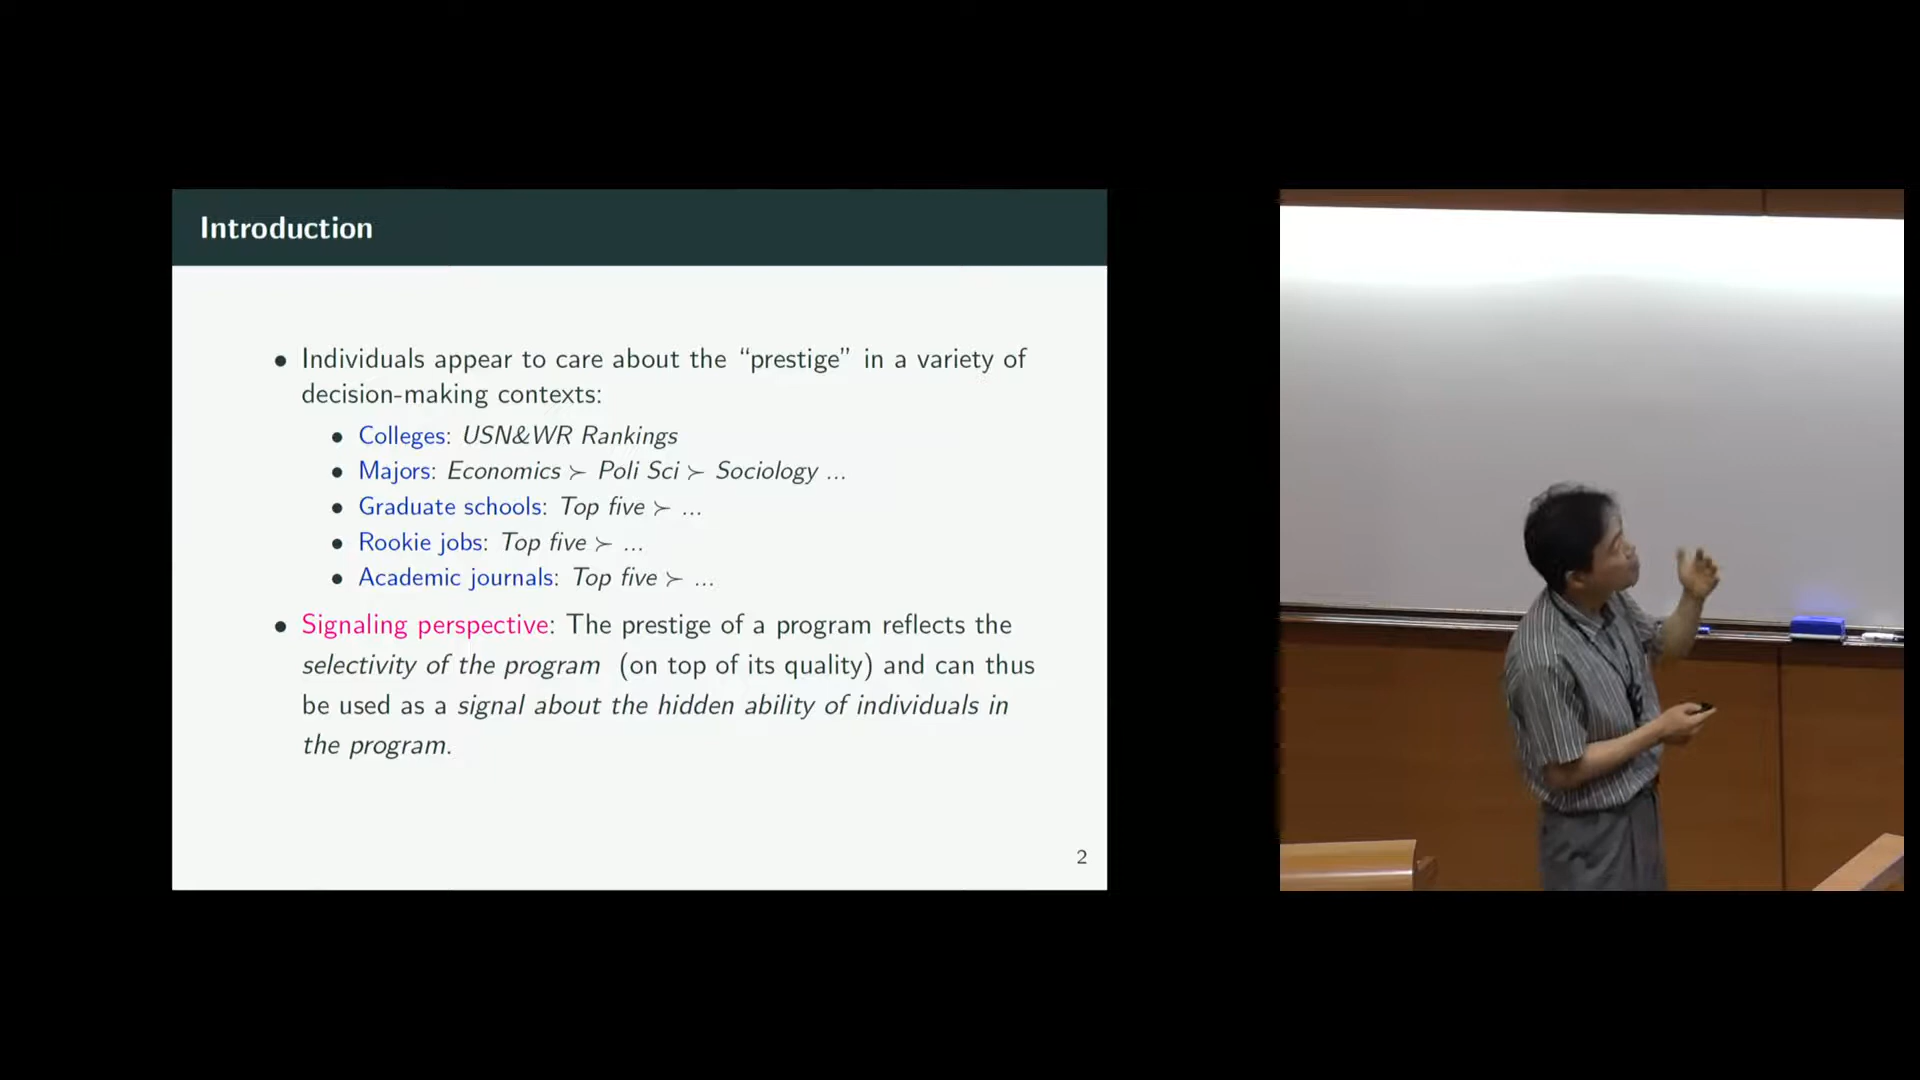 Introduction
• Individuals appear to care about the “prestige” in a variety of
decision-making contexts:
• Colleges: USN&WR Rankings
• Majors: Economics ≻ Poli Sci ≻ Sociology ...
• Graduate schools: Top five ≻ ...
• Rookie jobs: Top five ≻ ...
• Academic journals: Top five ≻ ...
• Signaling perspective: The prestige of a program reflects the
selectivity of the program (on top of its quality) and can thus
be used as a signal about the hidden ability of individuals in
the program.
2